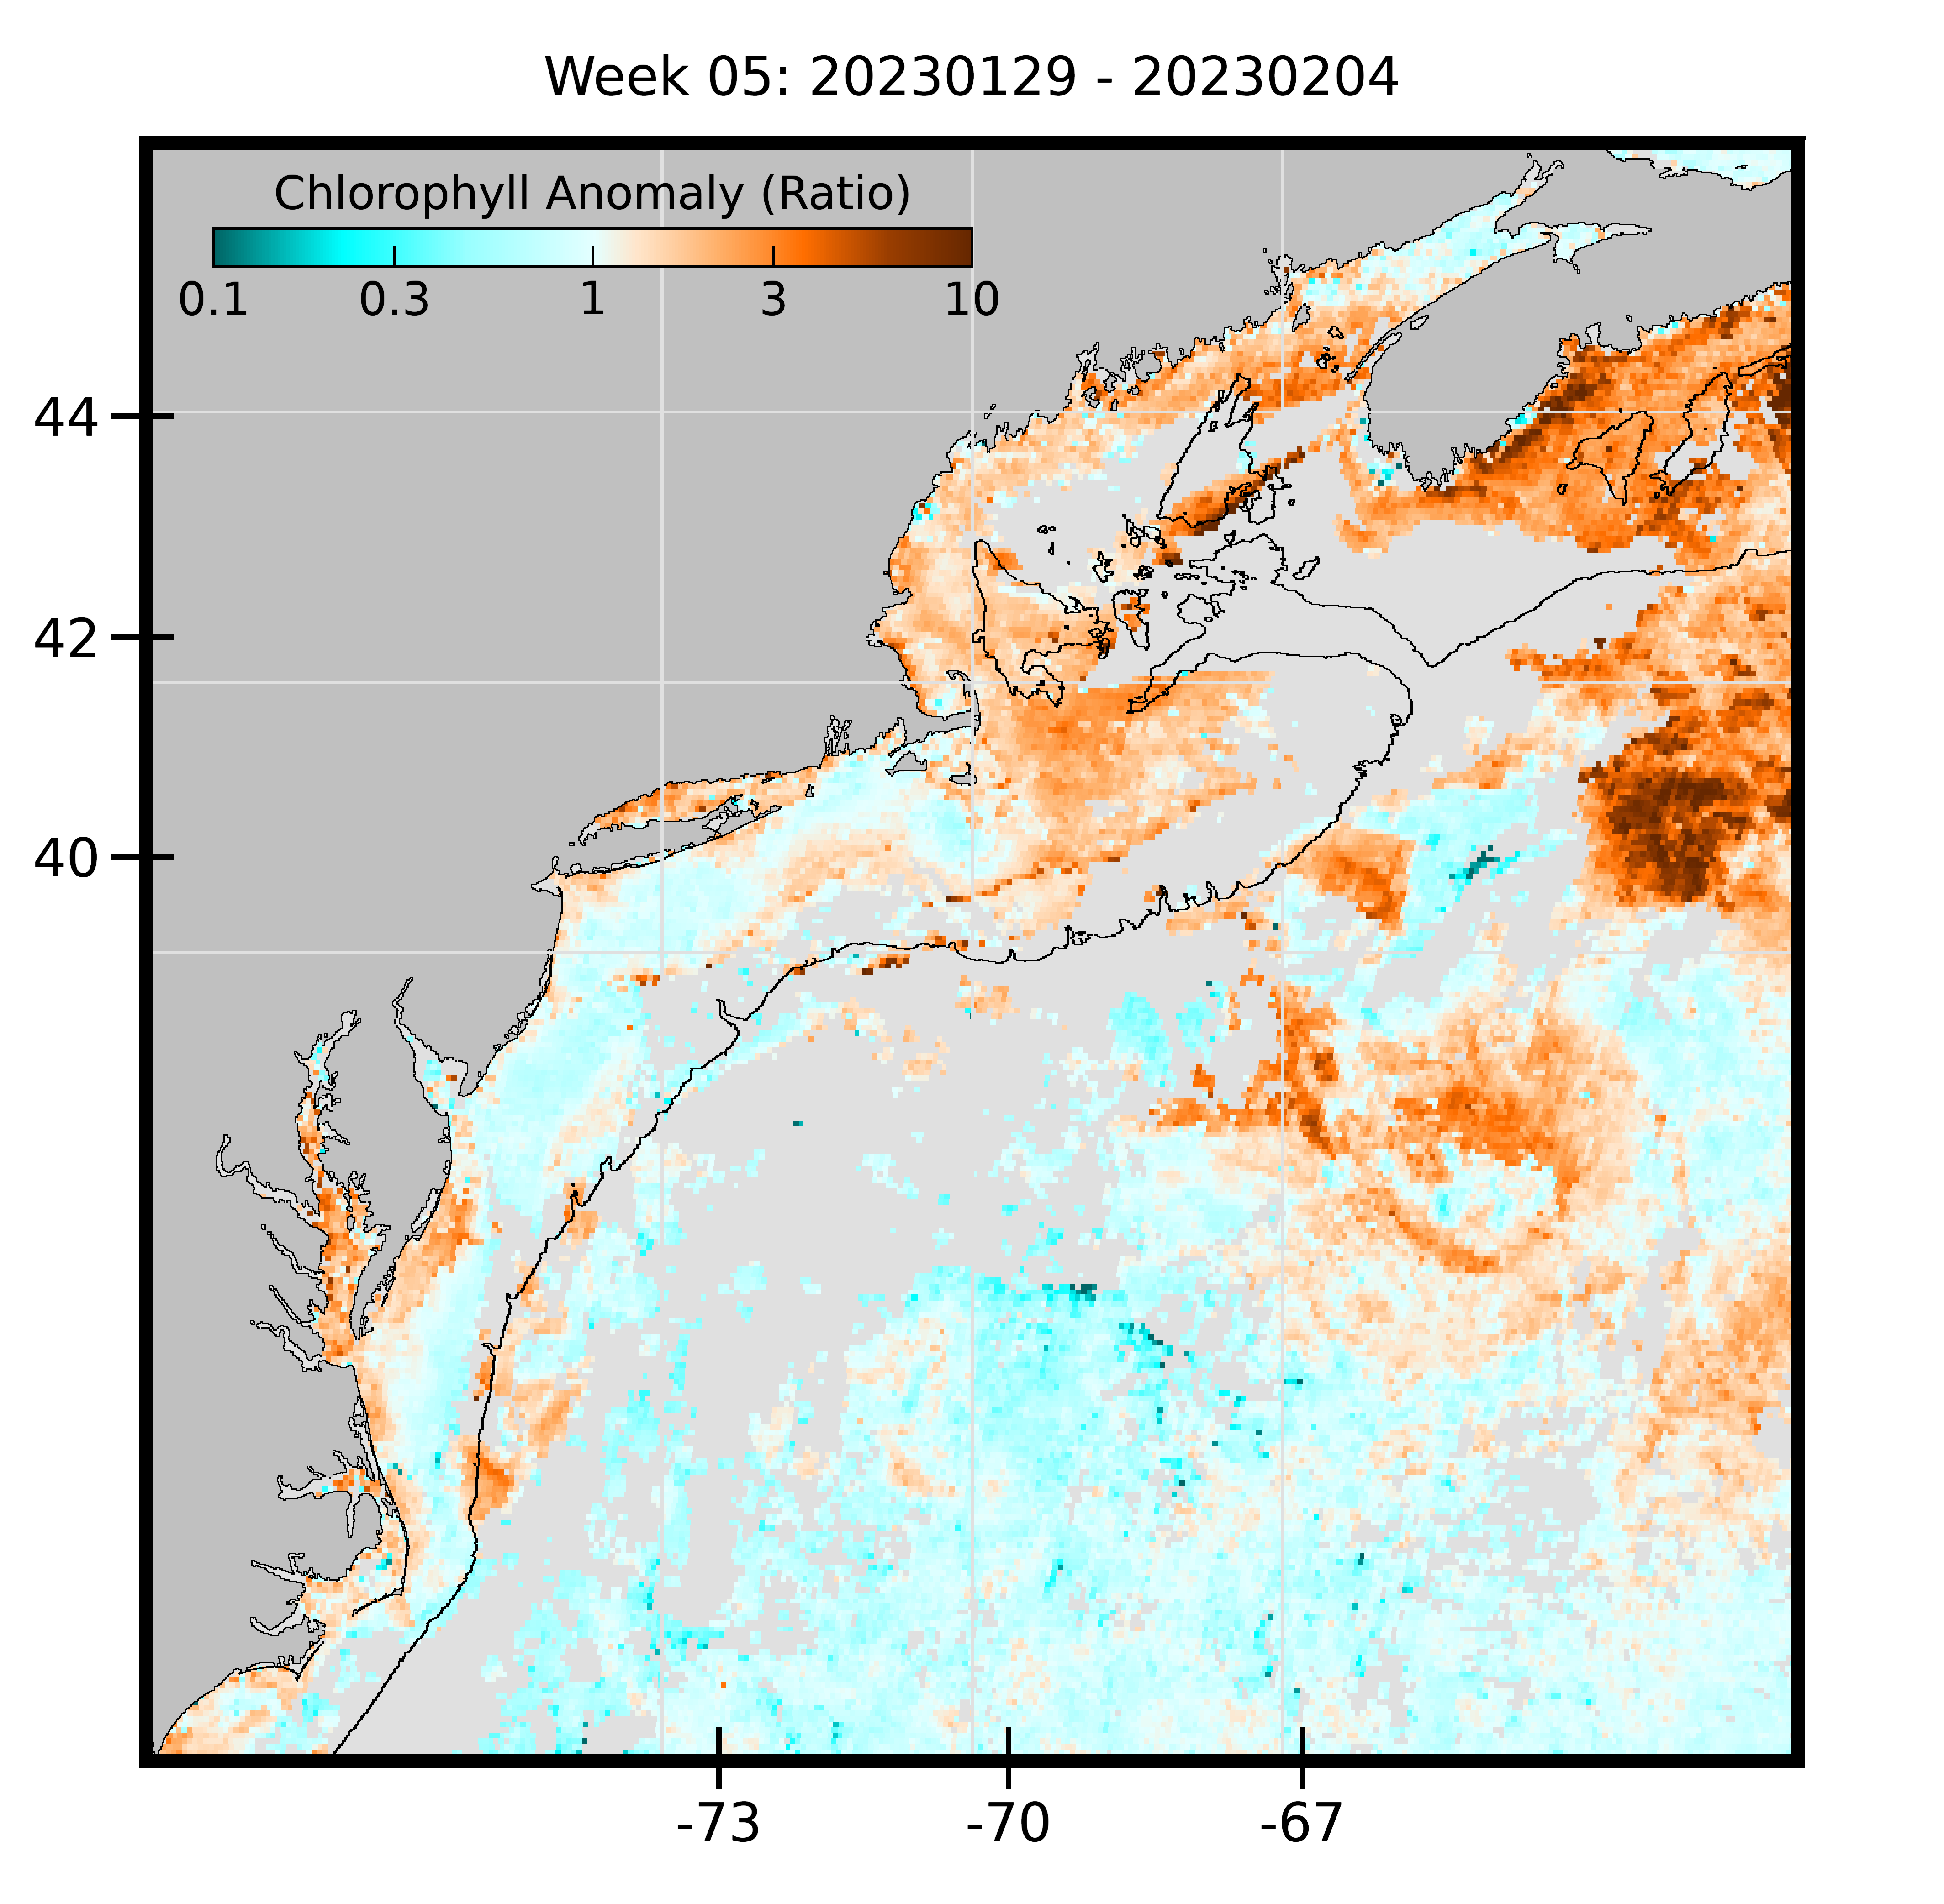 Week 05: 20230129 - 20230204
Chlorophyll Anomaly (Ratio)
0.1 0.3 1 3 10
44
42
40
-73 -70 -67